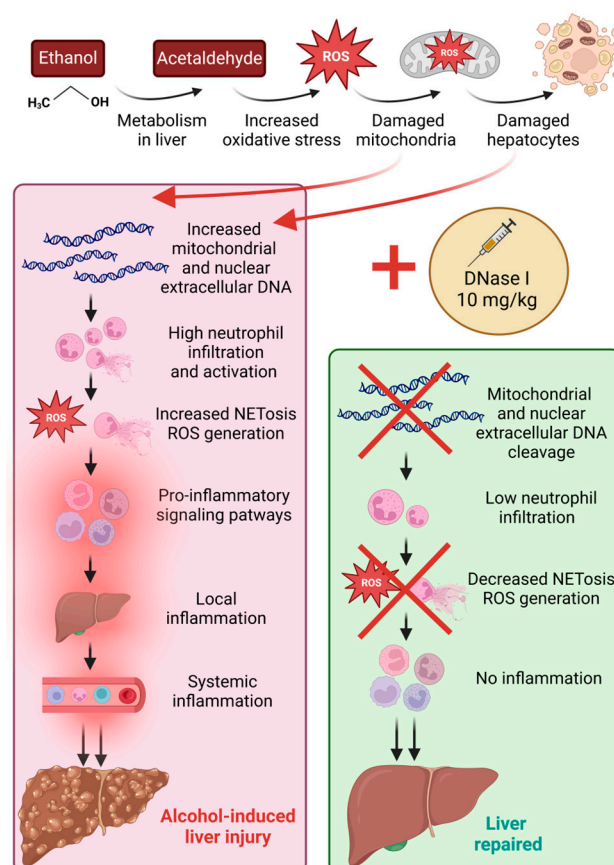 Ethanol
H₃C
OH
Metabolism
in liver
Acetaldehyde
Increased
oxidative stress
ROS
Damaged
mitochondria
ROS
Damaged
hepatocytes
Increased
mitochondrial
and nuclear
extracellular DNA
High neutrophil
infiltration
and activation
ROS
Increased NETosis
ROS generation
Pro-inflammatory
signaling patways
Local
inflammation
Systemic
inflammation
Alcohol-induced
liver injury
DNase I
10 mg/kg
Mitochondrial
and nuclear
extracellular DNA
cleavage
Low neutrophil
infiltration
ROS
Decreased NETosis
ROS generation
No inflammation
Liver
repaired